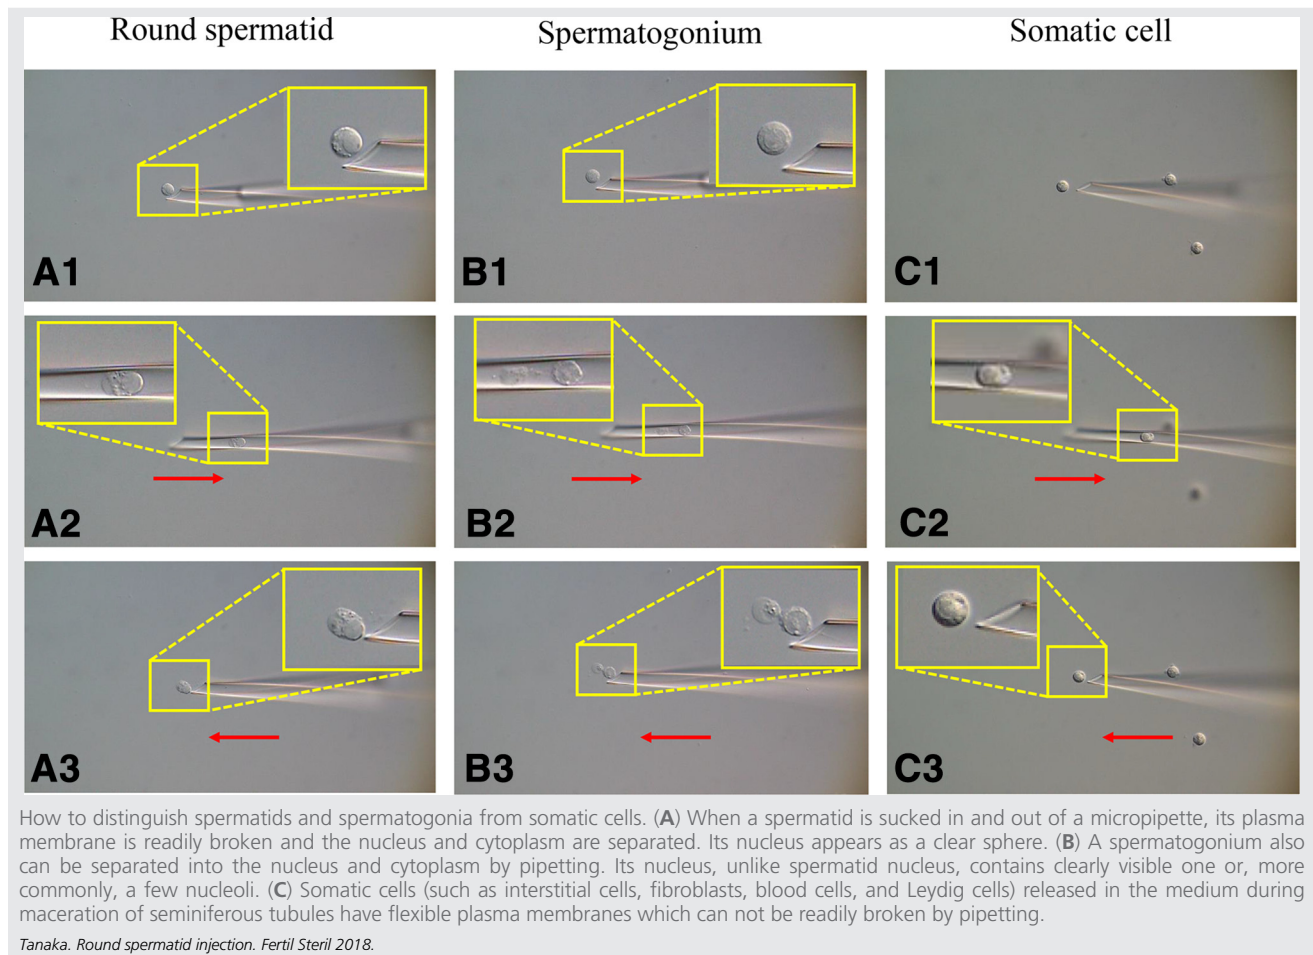 Round spermatid
Spermatogonium
Somatic cell
A1
B1
C1
A2
B2
C2
A3
B3
C3
How to distinguish spermatids and spermatogonia from somatic cells. (A) When a spermatid is sucked in and out of a micropipette, its plasma
membrane is readily broken and the nucleus and cytoplasm are separated. Its nucleus appears as a clear sphere. (B) A spermatogonium also
can be separated into the nucleus and cytoplasm by pipetting. Its nucleus, unlike spermatid nucleus, contains clearly visible one or, more
commonly, a few nucleoli. (C) Somatic cells (such as interstitial cells, fibroblasts, blood cells, and Leydig cells) released in the medium during
maceration of seminiferous tubules have flexible plasma membranes which can not be readily broken by pipetting.
Tanaka. Round spermatid injection. Fertil Steril 2018.